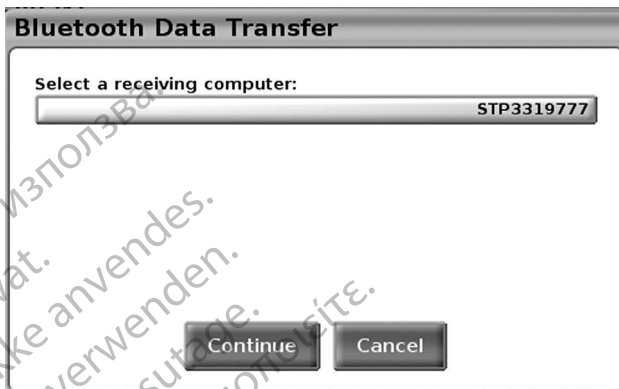 Bluetooth Data Transfer
Select a receiving computer:
STP3319777
използва.
anvendes.
verwenden.
Continue Cancel